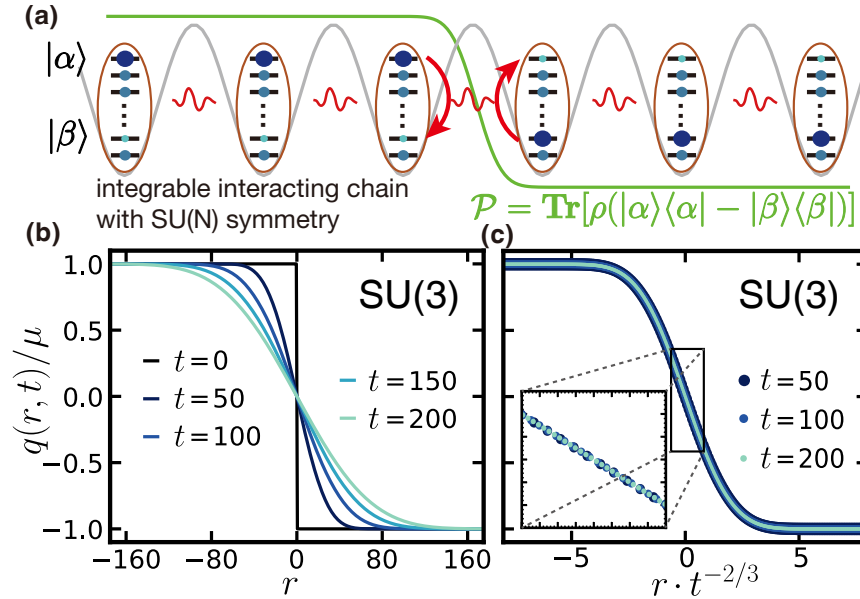 (a)
|α⟩
|β⟩
integrable interacting chain
with SU(N) symmetry
𝒫 = Tr[ρ(|α⟩⟨α| − |β⟩⟨β|)]
(b)
SU(3)
q(r, t)/μ
1.0
0.5
0.0
−0.5
−1.0
t=0
t=50
t=100
t=150
t=200
−160
−80
0
80
160
r
(c)
SU(3)
t=50
t=100
t=200
−5
0
5
r · t^{−2/3}